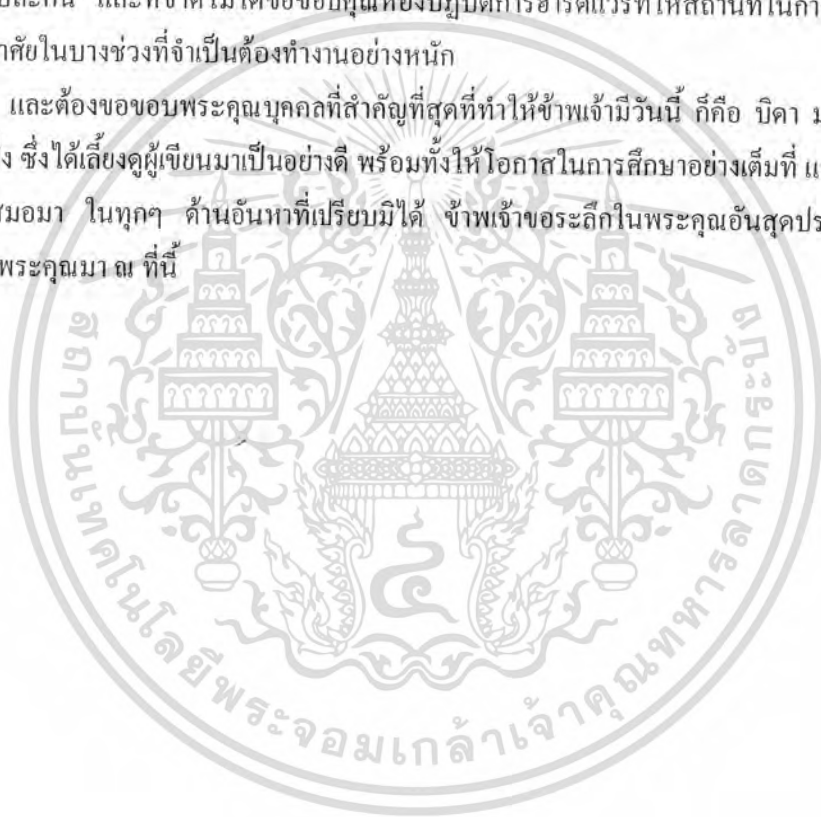 และที่ขาดไม่ได้ขอขอบคุณห้องปฏิบัติการฮาร์ดแวร์ที่ให้สถานที่ในกา
าศัยในบางช่วงที่จำเป็นต้องทำงานอย่างหนัก
และต้องขอขอบพระคุณบุคคลที่สำคัญที่สุดที่ทำให้ข้าพเจ้ามีวันนี้ ก็คือ บิดา ม
ง ซึ่งได้เลี้ยงดูผู้เขียนมาเป็นอย่างดี พร้อมทั้งให้โอกาสในการศึกษาอย่างเต็มที่ แ
สมอมา ในทุกๆ ด้านอันหาที่เปรียบมิได้ ข้าพเจ้าขอระลึกในพระคุณอันสุดประ
พระคุณมา ณ ที่นี้
สถาบันเทคโนโลยีพระจอมเกล้าเจ้าคุณทหารลาดกระบัง